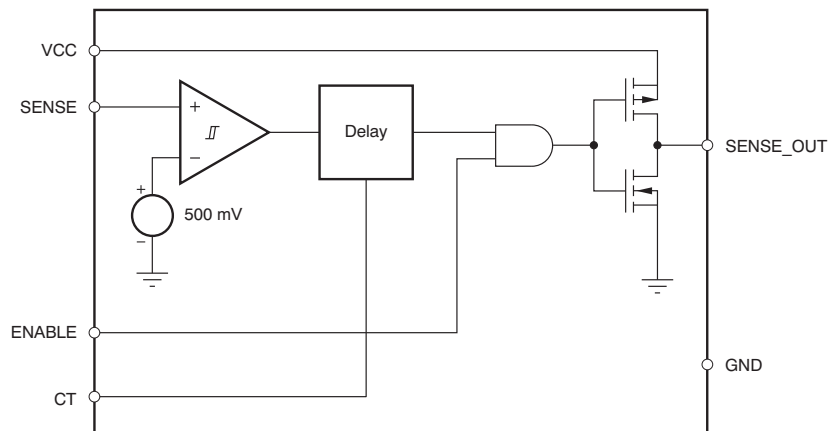 VCC
SENSE
+
−
Delay
SENSE_OUT
+
500 mV
−
ENABLE
GND
CT